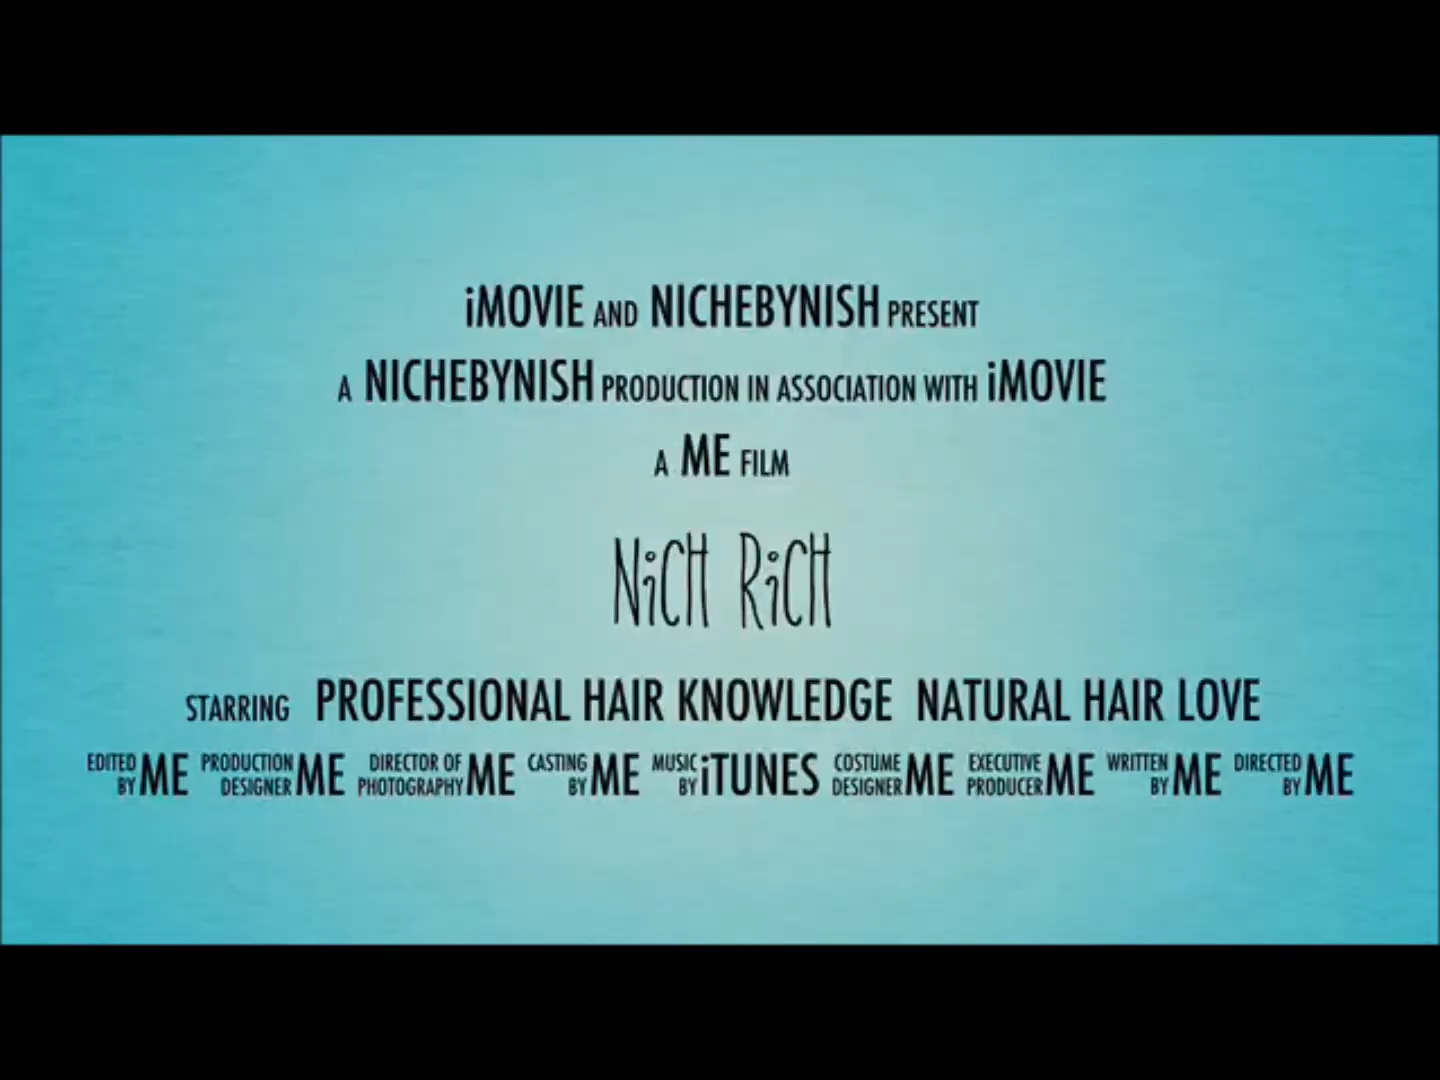 iMOVIE AND NICHEBYNISH PRESENT
A NICHEBYNISH PRODUCTION IN ASSOCIATION WITH iMOVIE
A ME FILM
NiCH RiCH
STARRING PROFESSIONAL HAIR KNOWLEDGE NATURAL HAIR LOVE
EDITED BY ME PRODUCTION DESIGNER ME DIRECTOR OF PHOTOGRAPHY ME CASTING BY ME MUSIC BY iTUNES COSTUME DESIGNER ME EXECUTIVE PRODUCER ME WRITTEN BY ME DIRECTED BY ME